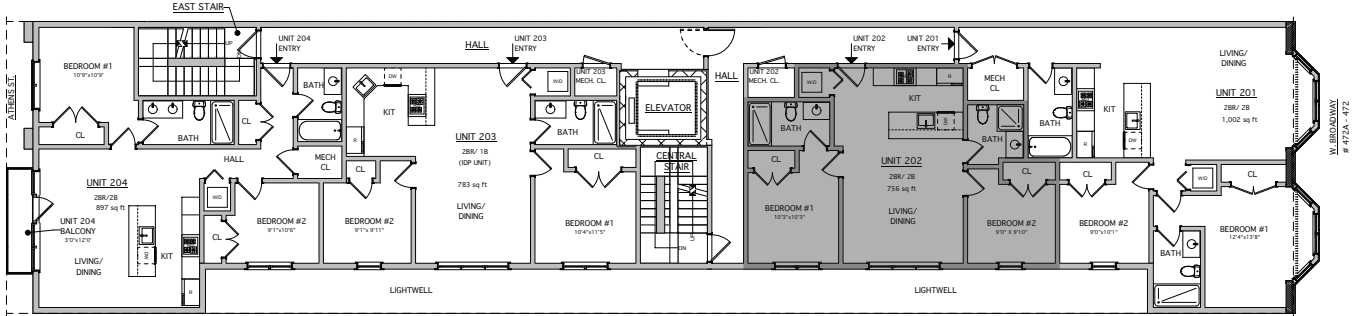 EAST STAIR
UP
UNIT 204
ENTRY
HALL
UNIT 203
ENTRY
UNIT 202
ENTRY
UNIT 201
ENTRY
LIVING/
DINING
BEDROOM #1
10'9"x10'9"
ATHENS ST.
BATH
KIT
DW
W/D
UNIT 203
MECH. CL.
HALL
UNIT 202
MECH. CL.
W/D
KIT
R
MECH
CL
BATH
KIT
DW
UNIT 201
2BR/ 2B
1,002 sq ft
W. BROADWAY
# 472A - 472
CL
BATH
CL
R
UNIT 203
2BR/ 1B
(IDP UNIT)
783 sq ft
BATH
ELEVATOR
BATH
DW
BATH
R
HALL
MECH
CL
CL
CL
CENTRAL
STAIR
CL
UNIT 202
2BR/ 2B
756 sq ft
CL
CL
W/D
CL
UNIT 204
2BR/2B
897 sq ft
W/D
UNIT 204
BALCONY
3'0"x12'0"
LIVING/
DINING
DW
KIT
R
CL
BEDROOM #2
9'1"x10'6"
BEDROOM #2
9'1"x 9'11"
LIVING/
DINING
BEDROOM #1
10'4"x11'5"
UP
DN
BEDROOM #1
10'3"x10'3"
LIVING/
DINING
BEDROOM #2
9'0" X 9'10"
BEDROOM #2
9'0"x10'1"
BATH
BEDROOM #1
12'4"x13'8"
LIGHTWELL
LIGHTWELL